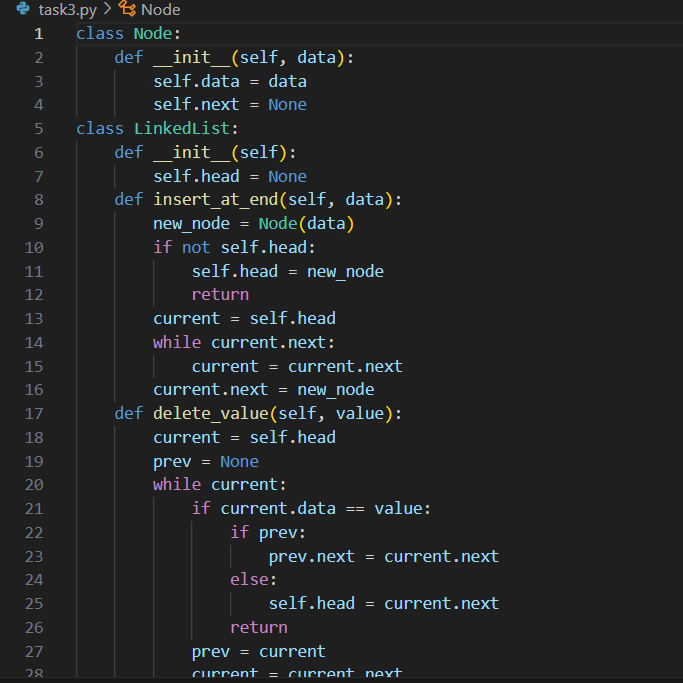 task3.py > Node
1 class Node:
2     def __init__(self, data):
3         self.data = data
4         self.next = None
5 class LinkedList:
6     def __init__(self):
7         self.head = None
8     def insert_at_end(self, data):
9         new_node = Node(data)
10         if not self.head:
11             self.head = new_node
12             return
13         current = self.head
14         while current.next:
15             current = current.next
16         current.next = new_node
17     def delete_value(self, value):
18         current = self.head
19         prev = None
20         while current:
21             if current.data == value:
22                 if prev:
23                     prev.next = current.next
24                 else:
25                     self.head = current.next
26                 return
27             prev = current
28             current = current.next